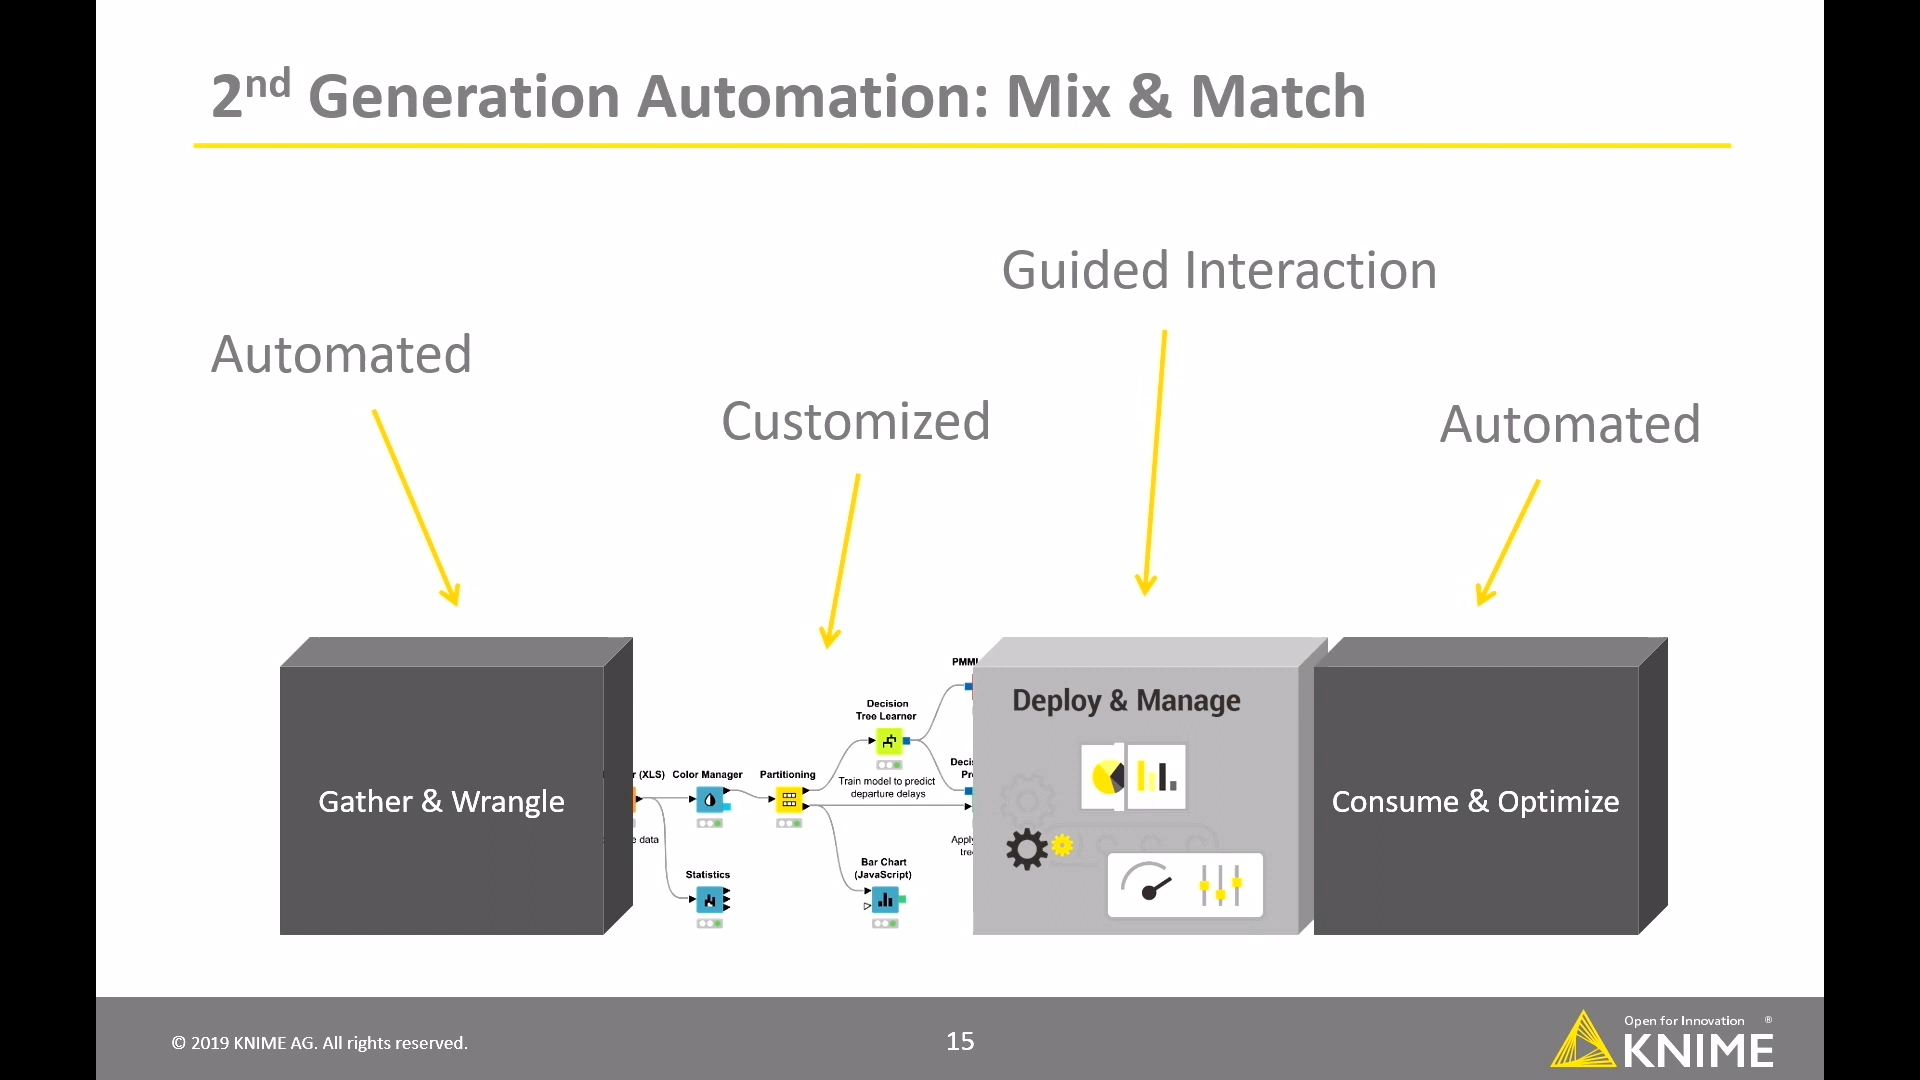 2nd Generation Automation: Mix & Match
Guided Interaction
Automated
Customized
Automated
Gather & Wrangle
(XLS)
data
Color Manager
Statistics
Partitioning
Decision
Tree Learner
Train model to predict
departure delays
Bar Chart
(JavaScript)
Deploy & Manage
Consume & Optimize
© 2019 KNIME AG. All rights reserved.
15
Open for Innovation ®
KNIME